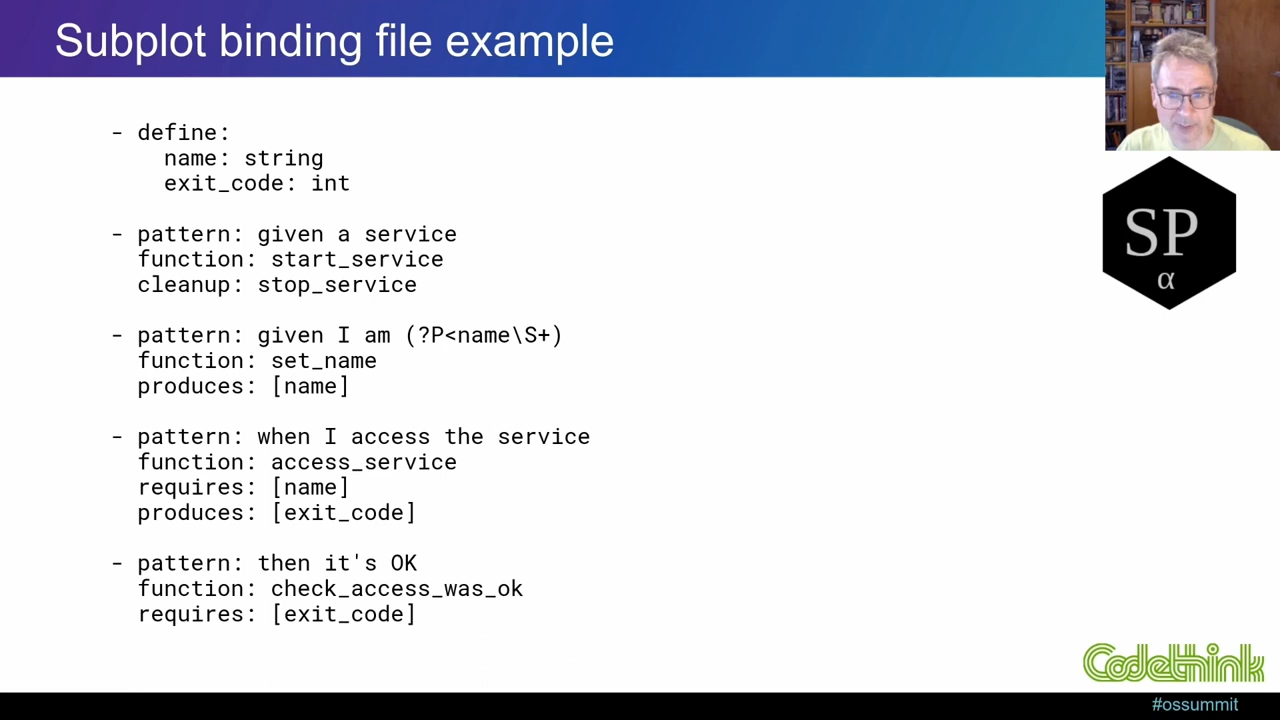 Subplot binding file example
- define:
name: string
exit_code: int
- pattern: given a service
function: start_service
cleanup: stop_service
- pattern: given I am (?P<name\S+)
function: set_name
produces: [name]
- pattern: when I access the service
function: access_service
requires: [name]
produces: [exit_code]
- pattern: then it's OK
function: check_access_was_ok
requires: [exit_code]
SP
α
Codethink
#ossummit